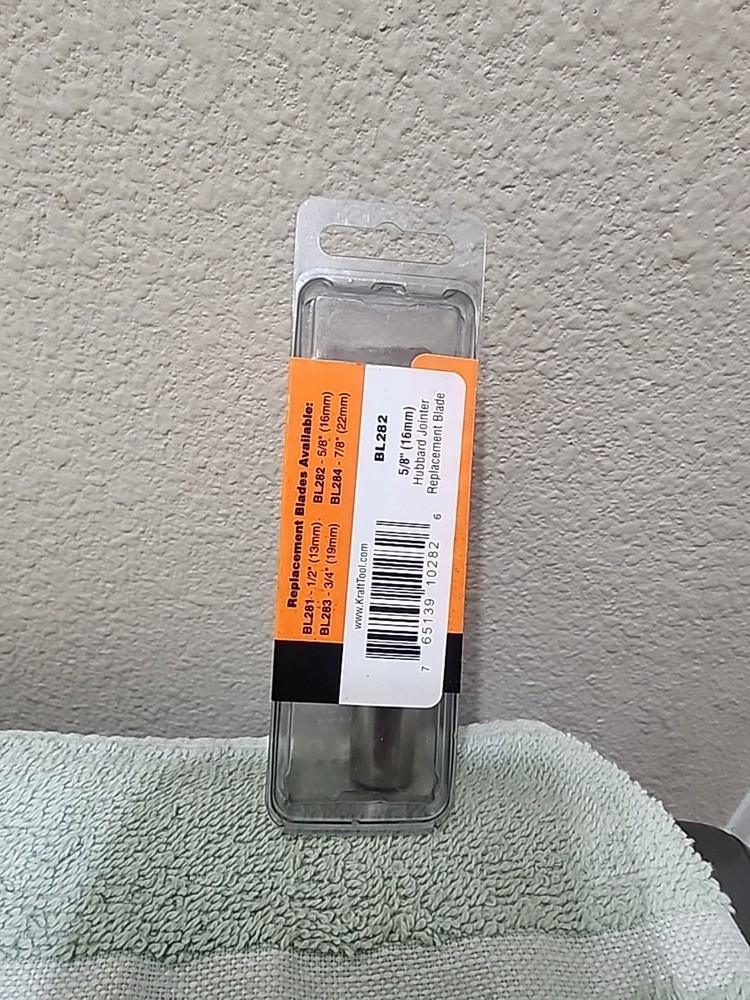 Replacement Blades Available:
BL281 - 1/2" (13mm) BL282 - 5/8" (16mm)
BL283 - 3/4" (19mm) BL284 - 7/8" (22mm)
www.KraftTool.com
BL282
5/8" (16mm)
Hubbard Jointer
Replacement Blade
7 65139 10282 6